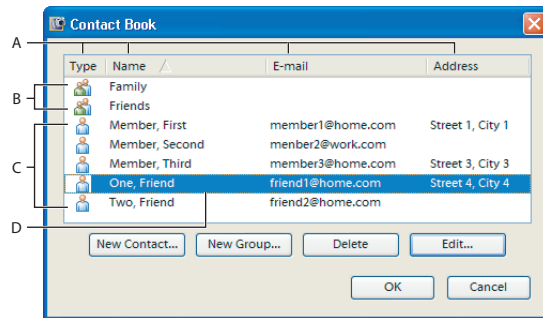 Contact Book
A
Type Name E-mail Address
B
Family
Friends
Member, First member1@home.com Street 1, City 1
Member, Second menber2@work.com
C
Member, Third member3@home.com Street 3, City 3
One, Friend friend1@home.com Street 4, City 4
Two, Friend friend2@home.com
D
New Contact... New Group... Delete Edit...
OK Cancel